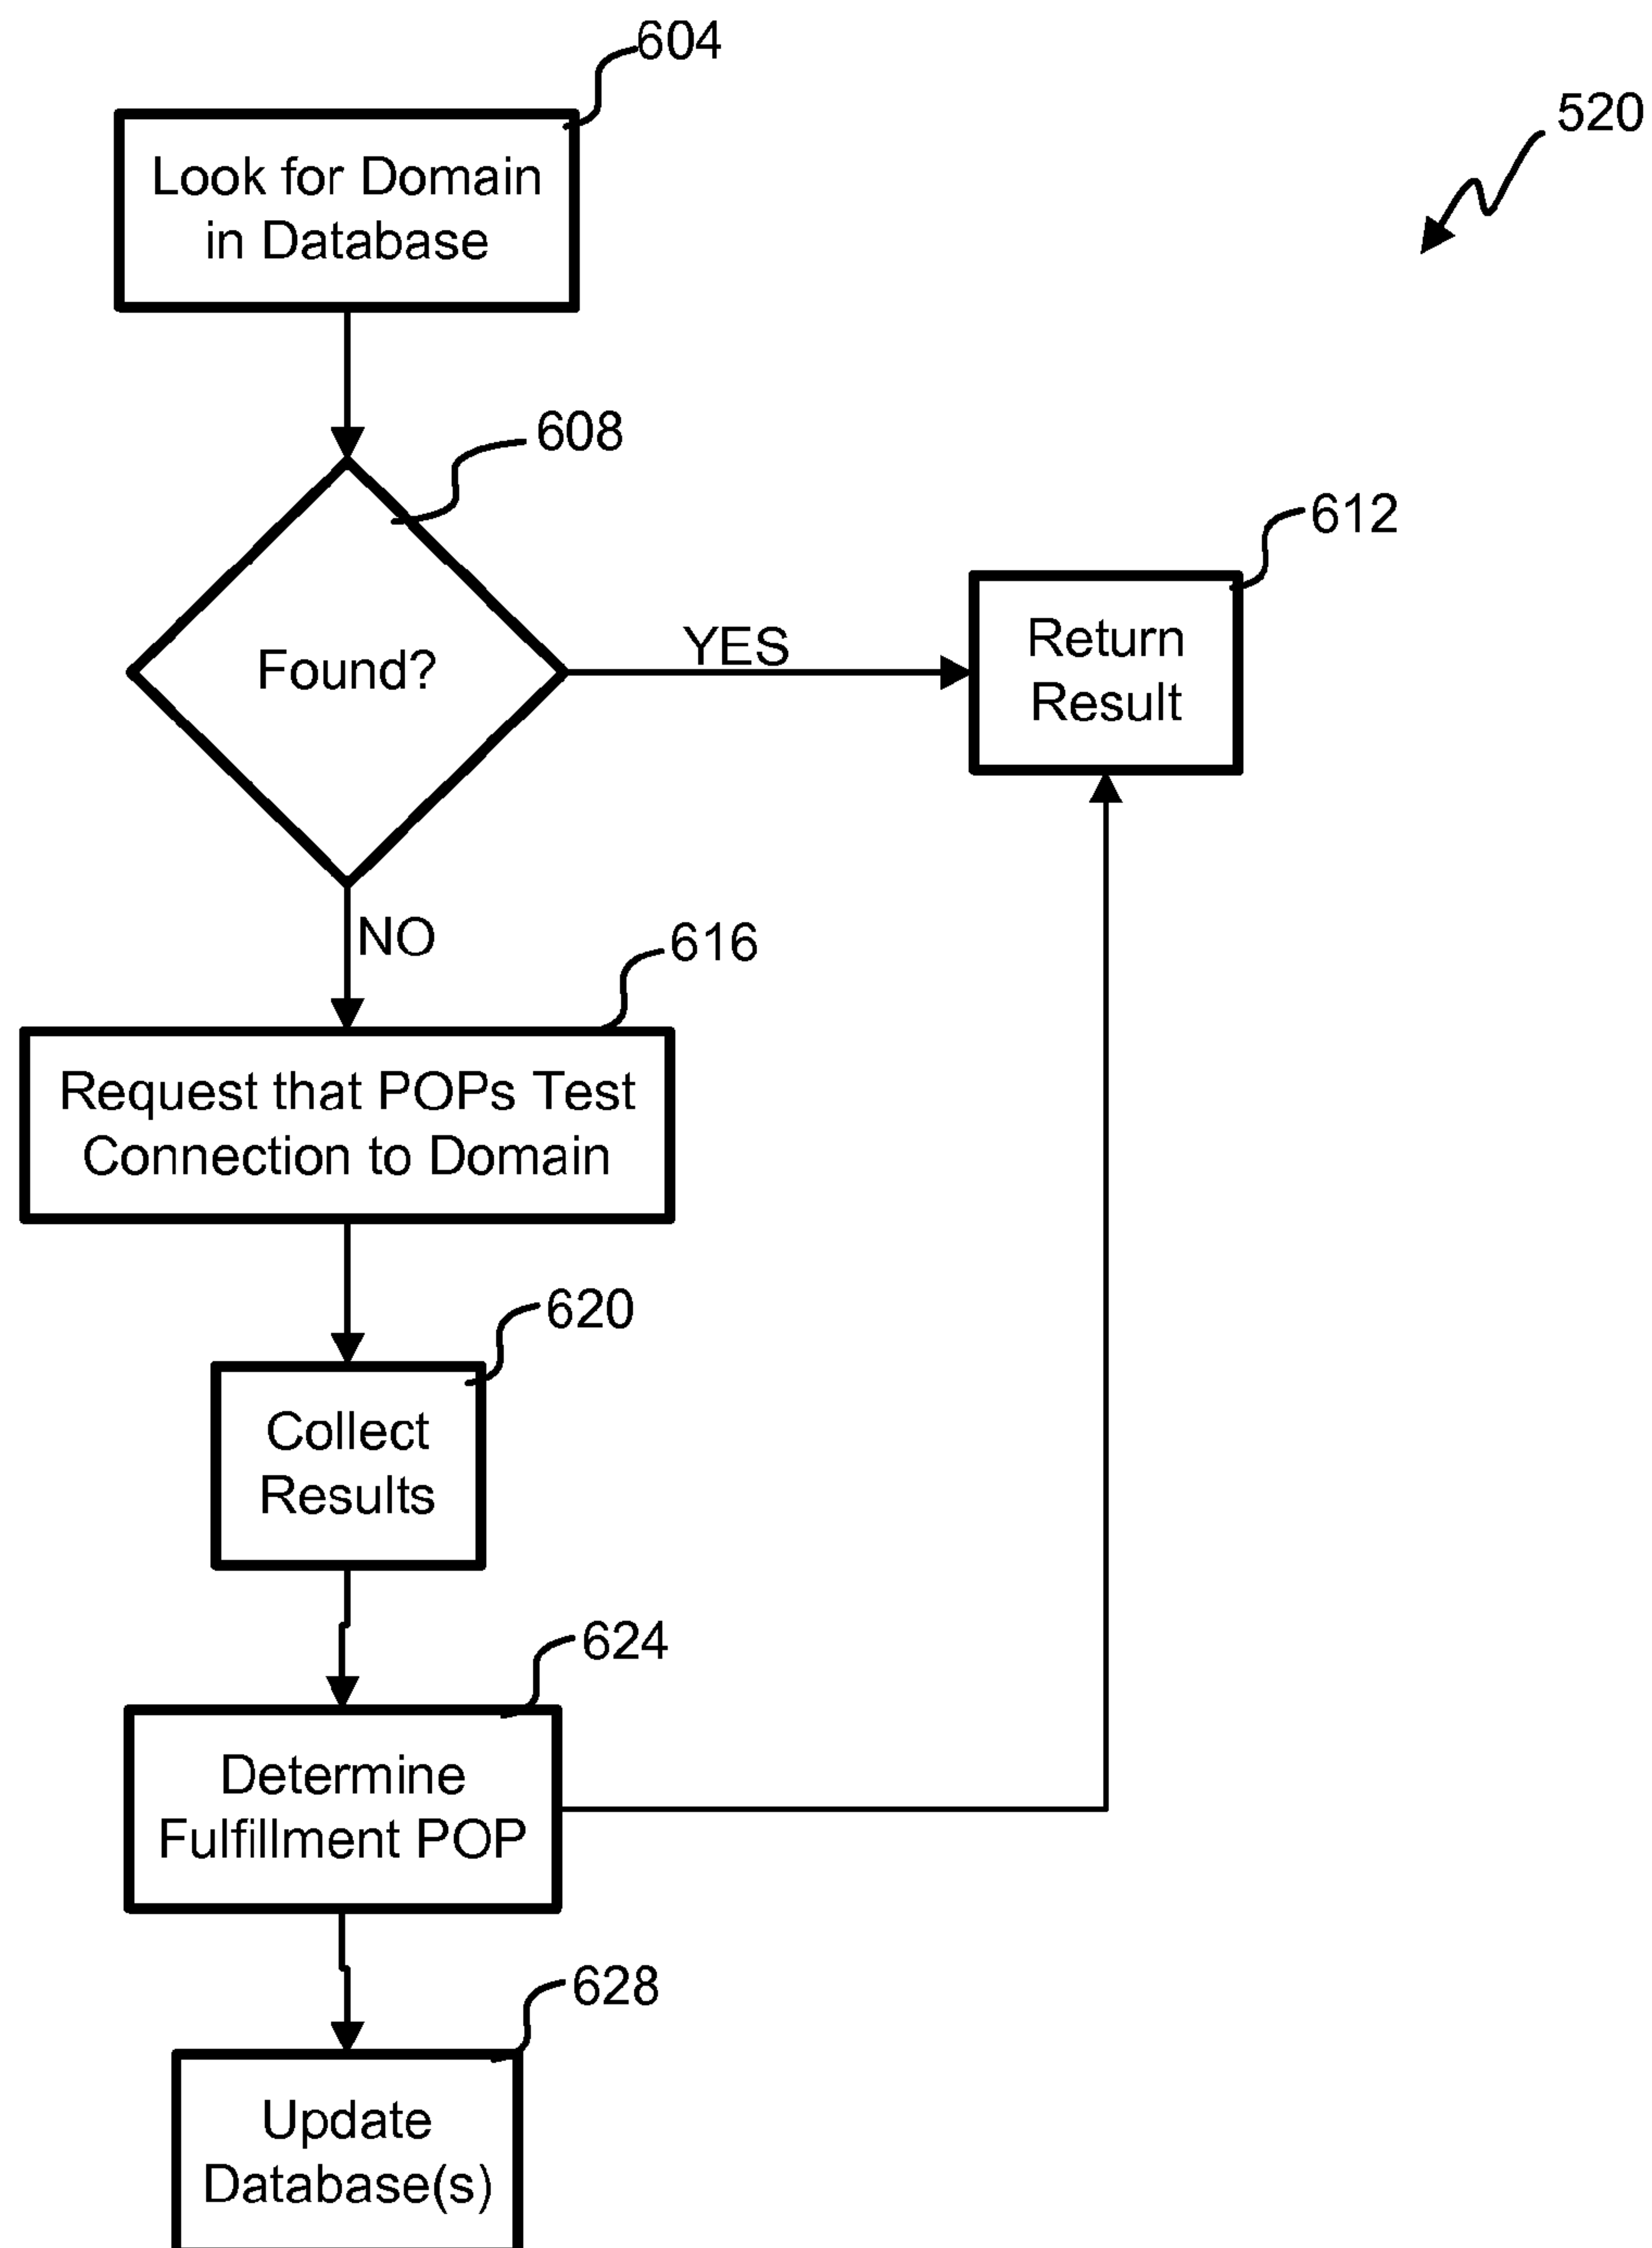 604
520
Look for Domain
in Database
608
612
Found?
YES
Return
Result
NO
616
Request that POPs Test
Connection to Domain
620
Collect
Results
624
Determine
Fulfillment POP
628
Update
Database(s)